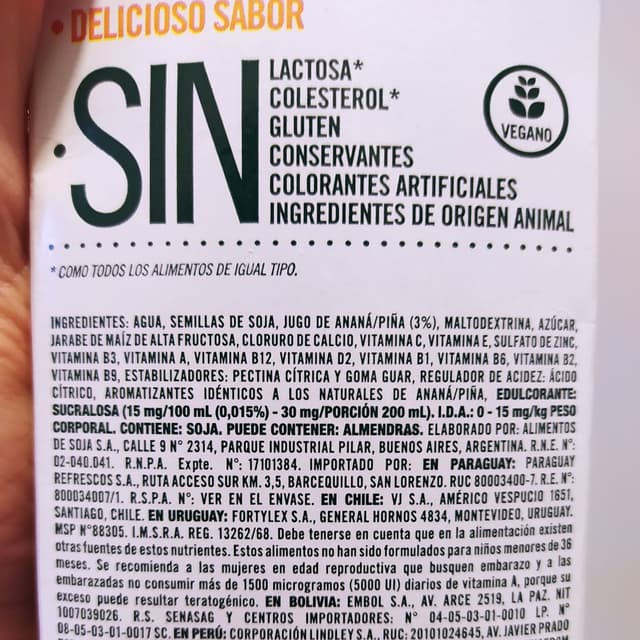 • DELICIOSO SABOR
• SIN
LACTOSA*
COLESTEROL*
GLUTEN
CONSERVANTES
COLORANTES ARTIFICIALES
INGREDIENTES DE ORIGEN ANIMAL
VEGANO
*COMO TODOS LOS ALIMENTOS DE IGUAL TIPO.
INGREDIENTES: AGUA, SEMILLAS DE SOJA, JUGO DE ANANÁ/PIÑA (3%), MALTODEXTRINA, AZÚCAR,
JARABE DE MAÍZ DE ALTA FRUCTOSA, CLORURO DE CALCIO, VITAMINA C, VITAMINA E, SULFATO DE ZINC,
VITAMINA B3, VITAMINA A, VITAMINA B12, VITAMINA D2, VITAMINA B1, VITAMINA B6, VITAMINA B2,
VITAMINA B9, ESTABILIZADORES: PECTINA CÍTRICA Y GOMA GUAR, REGULADOR DE ACIDEZ: ÁCIDO
CÍTRICO, AROMATIZANTES IDÉNTICOS A LOS NATURALES DE ANANÁ/PIÑA, EDULCORANTE:
SUCRALOSA (15 mg/100 mL (0,015%) - 30 mg/PORCIÓN 200 mL). I.D.A.: 0 - 15 mg/kg PESO
CORPORAL. CONTIENE: SOJA. PUEDE CONTENER: ALMENDRAS. ELABORADO POR: ALIMENTOS
DE SOJA S.A., CALLE 9 N° 2314, PARQUE INDUSTRIAL PILAR, BUENOS AIRES, ARGENTINA. R.N.E. N°:
02-040.041. R.N.P.A. Expte. N°: 17101384. IMPORTADO POR: EN PARAGUAY: PARAGUAY
REFRESCOS S.A., RUTA ACCESO SUR KM. 3,5, BARCEQUILLO, SAN LORENZO. RUC 80003400-7. R.E. N°:
800034007/1. R.S.P.A. N°: VER EN EL ENVASE. EN CHILE: VJ S.A., AMÉRICO VESPUCIO 1651,
SANTIAGO, CHILE. EN URUGUAY: FORTYLEX S.A., GENERAL HORNOS 4834, MONTEVIDEO, URUGUAY.
MSP N°88305. I.M.S.R.A. REG. 13262/68. Debe tenerse en cuenta que en la alimentación existen
otras fuentes de estos nutrientes. Estos alimentos no han sido formulados para niños menores de 36
meses. Se recomienda a las mujeres en edad reproductiva que busquen embarazo y a las
embarazadas no consumir más de 1500 microgramos (5000 UI) diarios de vitamina A, porque su
exceso puede resultar teratogénico. EN BOLIVIA: EMBOL S.A., AV. ARCE 2519, LA PAZ. NIT
1007039026. R.S. SENASAG Y CENTROS IMPORTADORES: N° 04-05-03-01-0010 LP. N°
08-05-03-01-0017 SC. EN PERÚ: CORPORACIÓN LINDLEY S.A., RUC: 20101024645, AV. JAVIER PRADO